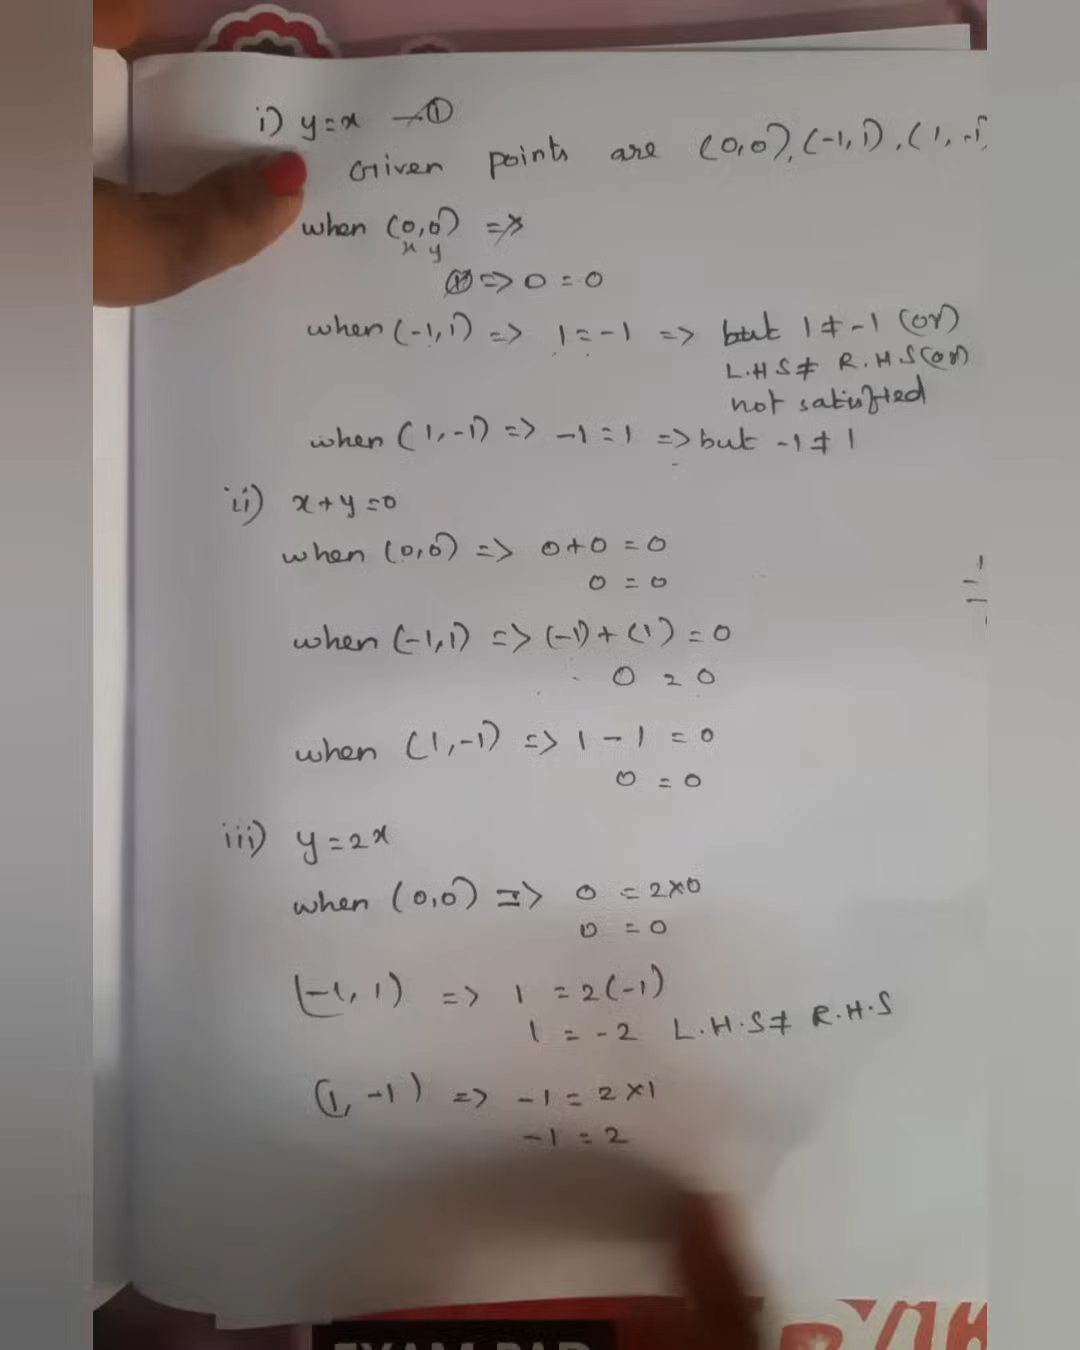 i) y=x →①
Given points are (0,0), (-1,1), (1,-1)
when (0,0) =>
x y
=> 0 = 0
when (-1,1) => 1 = -1 => but 1 ≠ -1 (or)
L.H.S ≠ R.H.S (or)
not satisfied
when (1,-1) => -1 = 1 => but -1 ≠ 1
ii) x+y=0
when (0,0) => 0+0 = 0
0 = 0
when (-1,1) => (-1) + (1) = 0
0 = 0
when (1,-1) => 1 - 1 = 0
0 = 0
iii) y=2x
when (0,0) => 0 = 2×0
0 = 0
(-1, 1) => 1 = 2(-1)
1 = -2 L.H.S ≠ R.H.S
(1, -1) => -1 = 2×1
-1 = 2